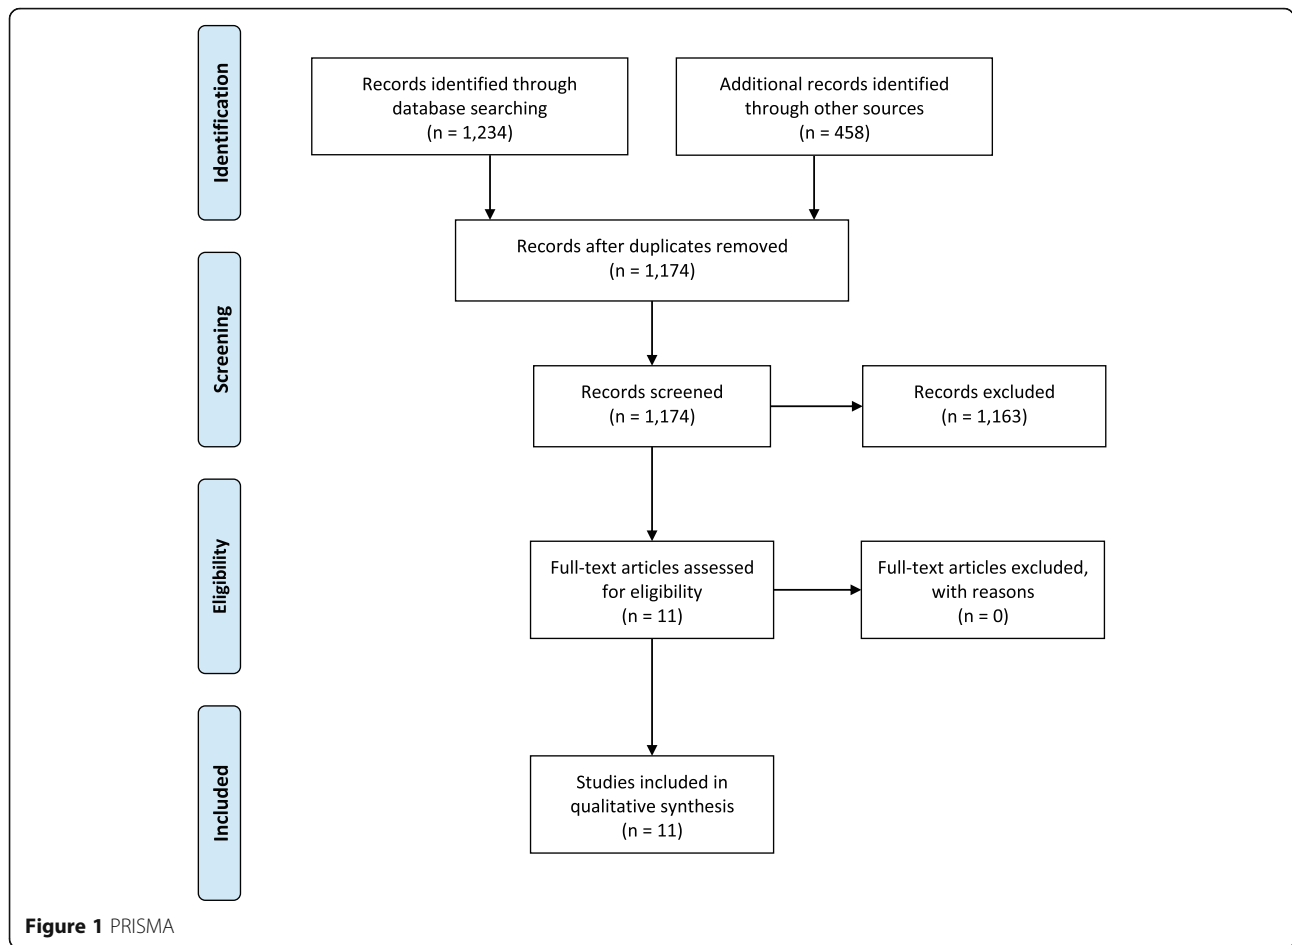 Identification
Records identified through
database searching
(n = 1,234)
Additional records identified
through other sources
(n = 458)
Records after duplicates removed
(n = 1,174)
Screening
Records screened
(n = 1,174)
Records excluded
(n = 1,163)
Eligibility
Full-text articles assessed
for eligibility
(n = 11)
Full-text articles excluded,
with reasons
(n = 0)
Included
Studies included in
qualitative synthesis
(n = 11)
Figure 1 PRISMA